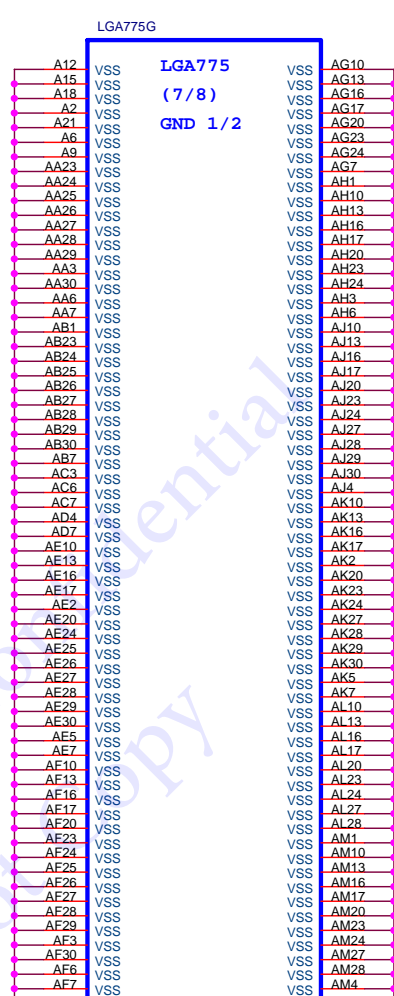 LGA775G
A12 VSS LGA775 VSS AG10
A15 VSS VSS AG13
A18 VSS (7/8) VSS AG16
A2 VSS VSS AG17
A21 VSS GND 1/2 VSS AG20
A6 VSS VSS AG23
A9 VSS VSS AG24
AA23 VSS VSS AG7
AA24 VSS VSS AH1
AA25 VSS VSS AH10
AA26 VSS VSS AH13
AA27 VSS VSS AH16
AA28 VSS VSS AH17
AA29 VSS VSS AH20
AA3 VSS VSS AH23
AA30 VSS VSS AH24
AA6 VSS VSS AH3
AA7 VSS VSS AH6
AB1 VSS VSS AJ10
AB23 VSS VSS AJ13
AB24 VSS VSS AJ16
AB25 VSS VSS AJ17
AB26 VSS VSS AJ20
AB27 VSS VSS AJ23
AB28 VSS VSS AJ24
AB29 VSS VSS AJ27
AB30 VSS VSS AJ28
AB7 VSS VSS AJ29
AC3 VSS VSS AJ30
AC6 VSS VSS AJ4
AC7 VSS VSS AK10
AD4 VSS VSS AK13
AD7 VSS VSS AK16
AE10 VSS VSS AK17
AE13 VSS VSS AK2
AE16 VSS VSS AK20
AE17 VSS VSS AK23
AE2 VSS VSS AK24
AE20 VSS VSS AK27
AE24 VSS VSS AK28
AE25 VSS VSS AK29
AE26 VSS VSS AK30
AE27 VSS VSS AK5
AE28 VSS VSS AK7
AE29 VSS VSS AL10
AE30 VSS VSS AL13
AE5 VSS VSS AL16
AE7 VSS VSS AL17
AF10 VSS VSS AL20
AF13 VSS VSS AL23
AF16 VSS VSS AL24
AF17 VSS VSS AL27
AF20 VSS VSS AL28
AF23 VSS VSS AM1
AF24 VSS VSS AM10
AF25 VSS VSS AM13
AF26 VSS VSS AM16
AF27 VSS VSS AM17
AF28 VSS VSS AM20
AF29 VSS VSS AM23
AF3 VSS VSS AM24
AF30 VSS VSS AM27
AF6 VSS VSS AM28
AF7 VSS VSS AM4
onfidential
ot Copy